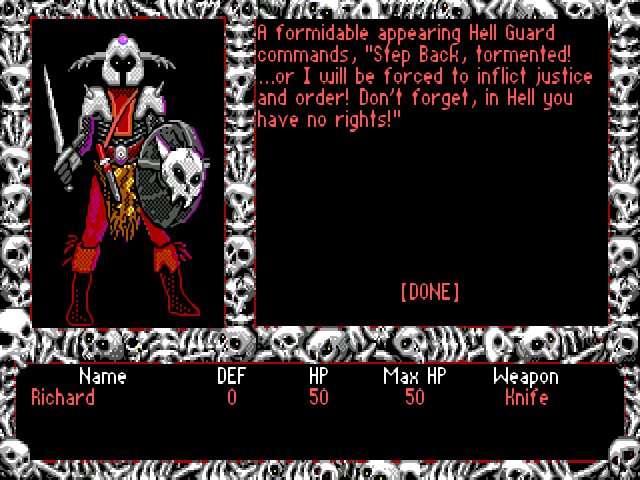 A formidable appearing Hell Guard
commands, "Step Back, tormented!
...or I will be forced to inflict justice
and order! Don't forget, in Hell you
have no rights!"
[DONE]
Name DEF HP Max HP Weapon
Richard 0 50 50 Knife